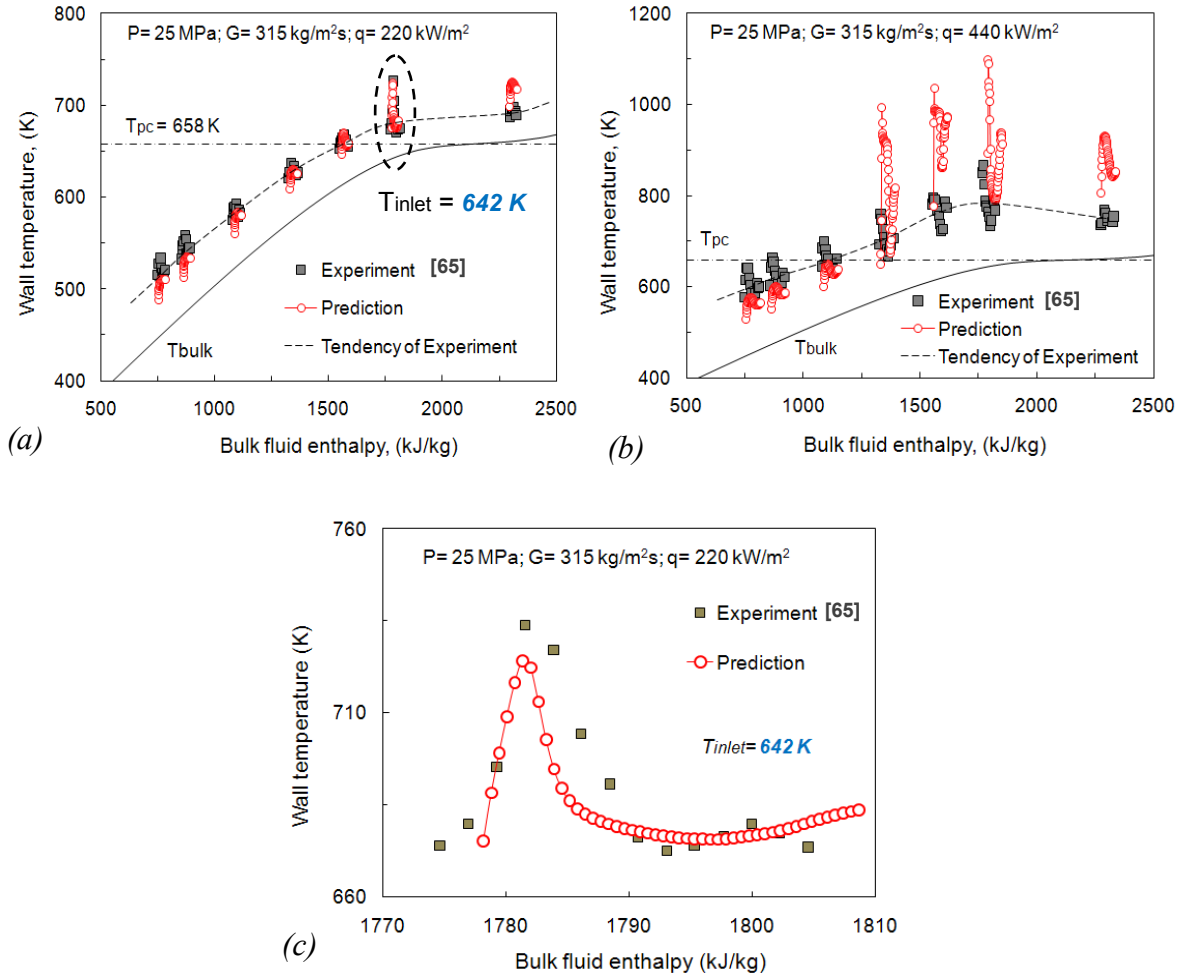 P= 25 MPa; G= 315 kg/m²s; q= 220 kW/m²
800
700
600
500
400
Wall temperature, (K)
Tpc = 658 K
Tinlet = 642 K
Experiment [65]
Prediction
Tendency of Experiment
Tbulk
500 1000 1500 2000 2500
Bulk fluid enthalpy, (kJ/kg)
(a)
P= 25 MPa; G= 315 kg/m²s; q= 440 kW/m²
1200
1000
800
600
400
Wall temperature, (K)
Tpc
Experiment [65]
Prediction
Tendency of Experiment
Tbulk
500 1000 1500 2000 2500
Bulk fluid enthalpy, (kJ/kg)
(b)
760
710
660
Wall temperature (K)
P= 25 MPa; G= 315 kg/m²s; q= 220 kW/m²
Experiment [65]
Prediction
Tinlet= 642 K
1770 1780 1790 1800 1810
Bulk fluid enthalpy (kJ/kg)
(c)